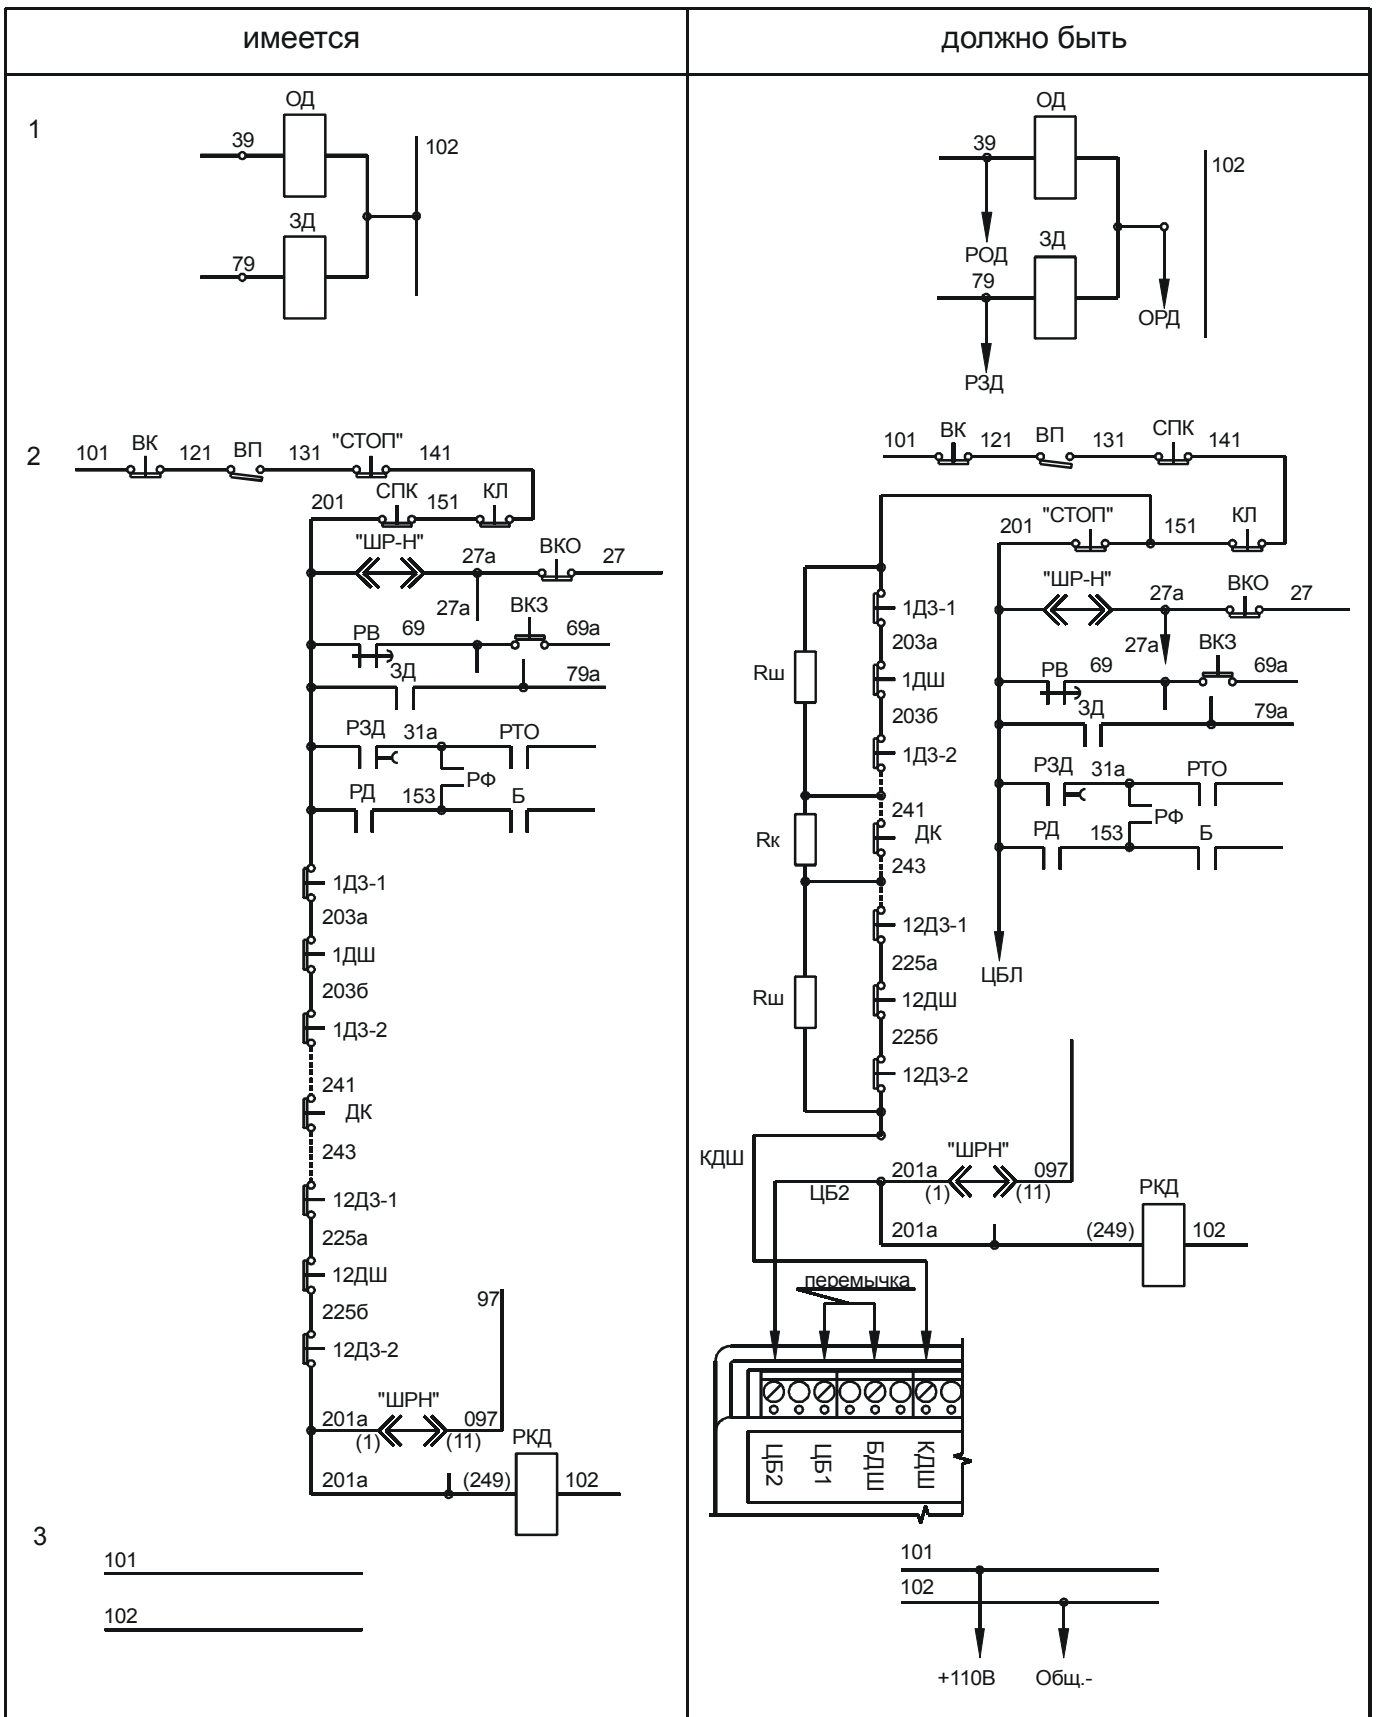 имеется
1
ОД
39
102
ЗД
79
2
101 ВК 121 ВП 131 "СТОП" 141
201 СПК 151 КЛ
"ШР-Н" 27а ВКО 27
27а ВКЗ
РВ 69 69а
ЗД 79а
РЗД 31а РТО
РФ
РД 153 Б
1ДЗ-1
203а
1ДШ
203б
1ДЗ-2
241
ДК
243
12ДЗ-1
225а
12ДШ
225б
97
12ДЗ-2
"ШРН"
201а 097
(1) (11) РКД
201а (249) 102
3
101
102
должно быть
ОД
39
102
РОД ЗД
79
ОРД
РЗД
101 ВК 121 ВП 131 СПК 141
201 "СТОП" 151 КЛ
"ШР-Н" 27а ВКО 27
27а ВКЗ
РВ 69 69а
ЗД 79а
РЗД 31а РТО
РФ
РД 153 Б
ЦБЛ
1ДЗ-1
203а
Rш 1ДШ
203б
1ДЗ-2
241
Rк ДК
243
12ДЗ-1
225а
Rш 12ДШ
225б
12ДЗ-2
КДШ
"ШРН"
201а 097
ЦБ2 (1) (11) РКД
201а (249) 102
перемычка
ЦБ2
ЦБ1
БДШ
КДШ
101
102
+110В Общ.-